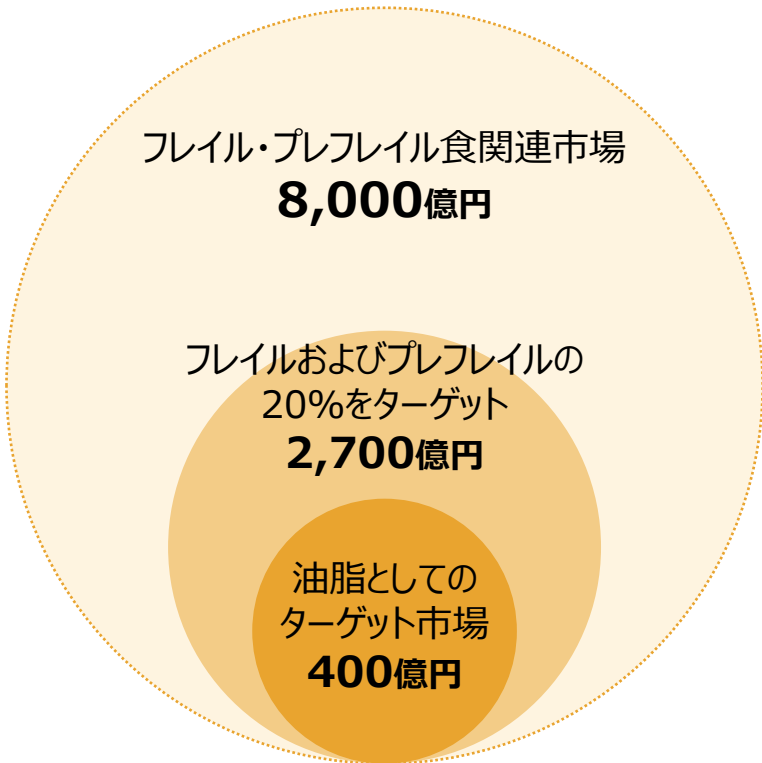 フレイル・プレフレイル食関連市場
8,000億円
フレイルおよびプレフレイルの
20%をターゲット
2,700億円
油脂としての
ターゲット市場
400億円